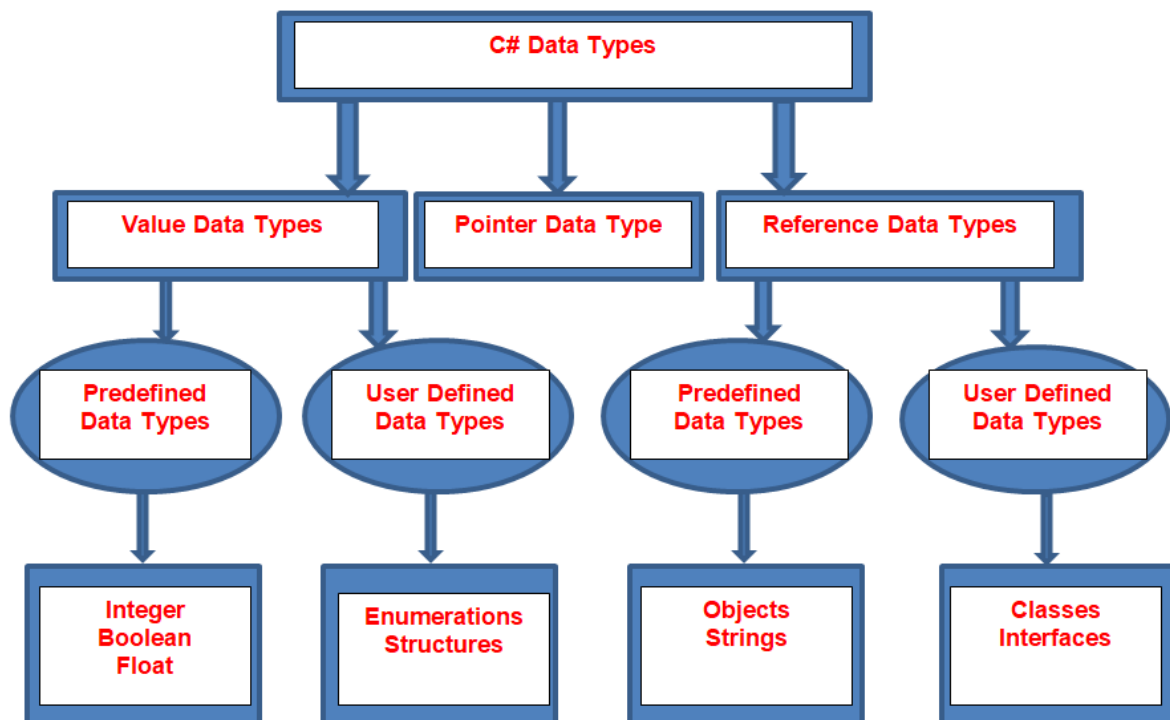 C# Data Types
Value Data Types
Pointer Data Type
Reference Data Types
Predefined
Data Types
User Defined
Data Types
Predefined
Data Types
User Defined
Data Types
Integer
Boolean
Float
Enumerations
Structures
Objects
Strings
Classes
Interfaces